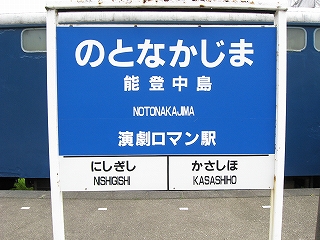 のとなかじま
能登中島
NOTONAKAJIMA
演劇ロマン駅
にしぎし
NISHIGISHI
かさしほ
KASASHIHO